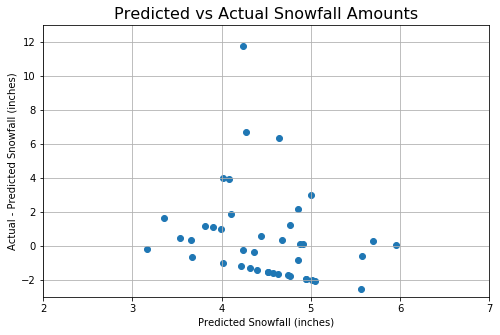 Predicted vs Actual Snowfall Amounts
Actual - Predicted Snowfall (inches)
12
10
8
6
4
2
0
−2
2 3 4 5 6 7
Predicted Snowfall (inches)